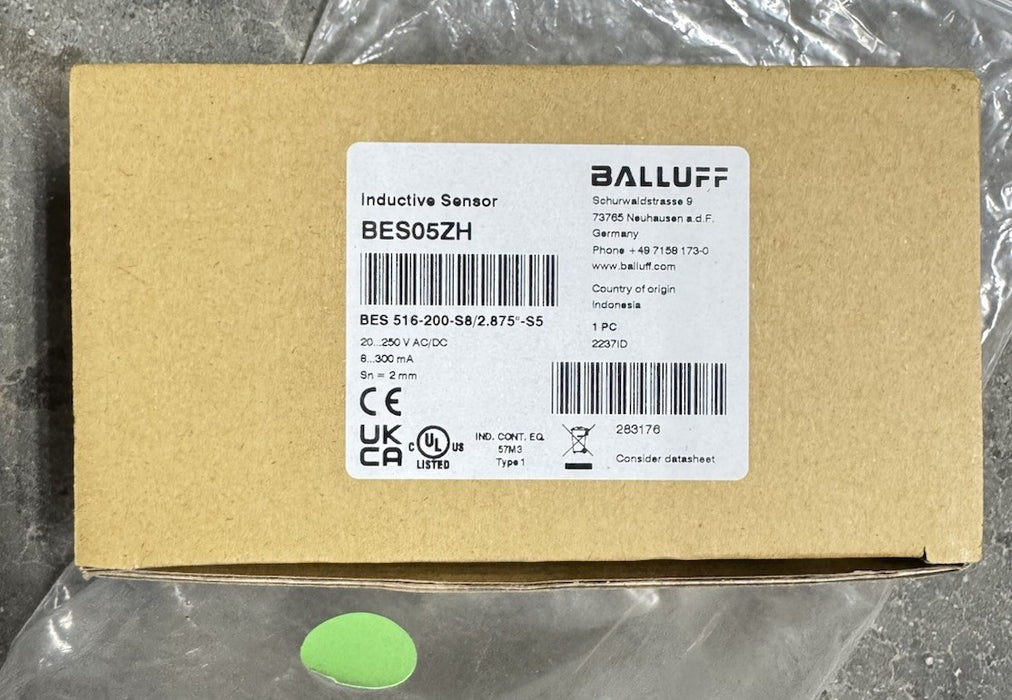 BALLUFF
Schurwaldstrasse 9
73765 Neuhausen a.d.F.
Germany
Phone +49 7158 173-0
www.balluff.com
Country of origin
Indonesia
1 PC
2237ID
Inductive Sensor
BES05ZH
BES 516-200-S8/2.875"-S5
20...250 V AC/DC
8...300 mA
Sn = 2 mm
CE
UK
CA
C UL US
LISTED
IND. CONT. EQ.
57M3
Type 1
283176
Consider datasheet